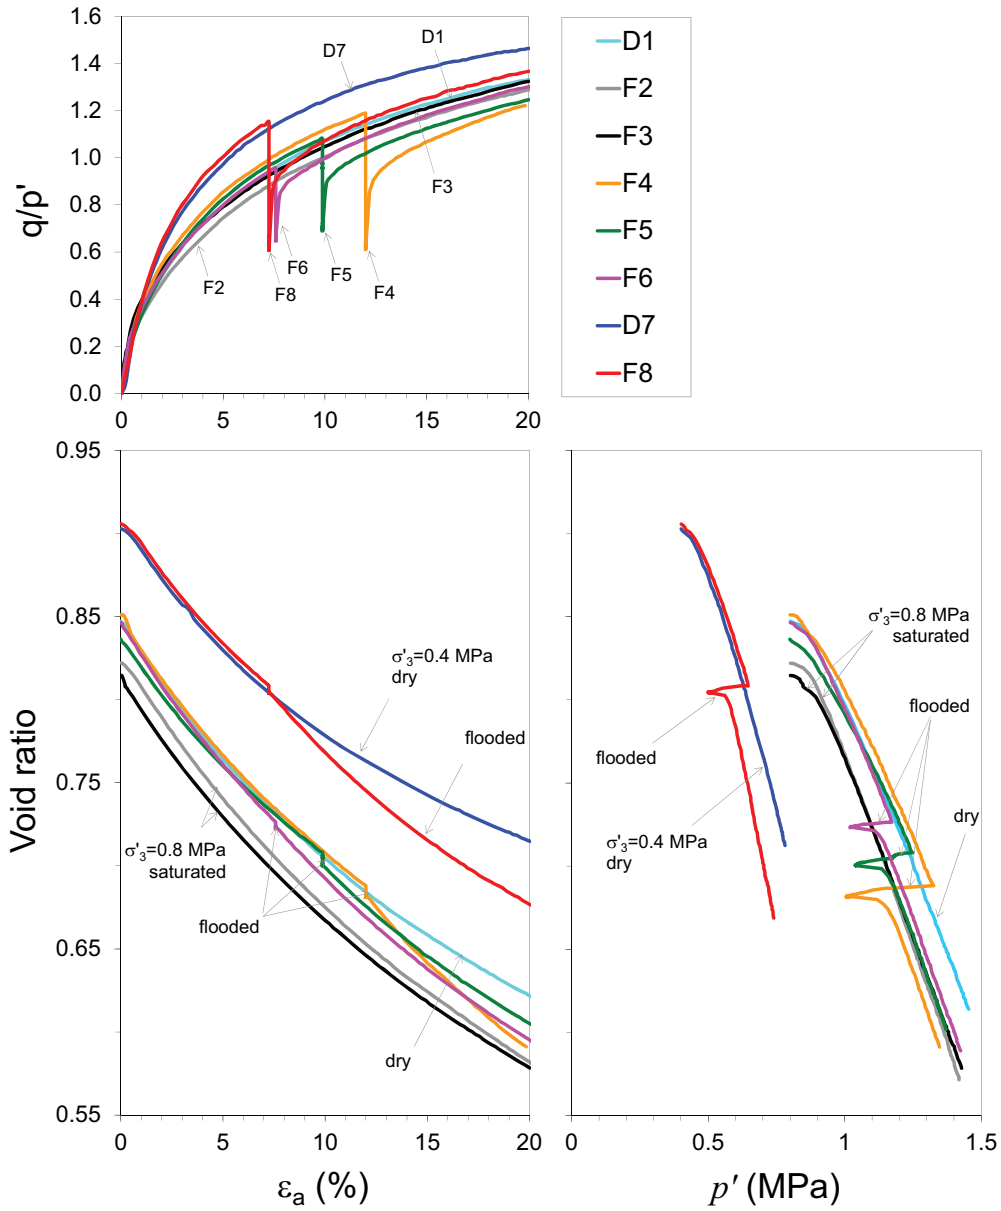 q/p'
1.6
1.4
1.2
1.0
0.8
0.6
0.4
0.2
0.0
D7
D1
F3
F6
F2
F8
F5
F4
0
5
10
15
20
D1
F2
F3
F4
F5
F6
D7
F8
Void ratio
0.95
0.85
0.75
0.65
0.55
σ'3=0.4 MPa
dry
flooded
σ'3=0.8 MPa
saturated
flooded
dry
0
5
10
15
20
εa (%)
σ'3=0.8 MPa
saturated
flooded
flooded
dry
σ'3=0.4 MPa
dry
0
0.5
1
1.5
p' (MPa)